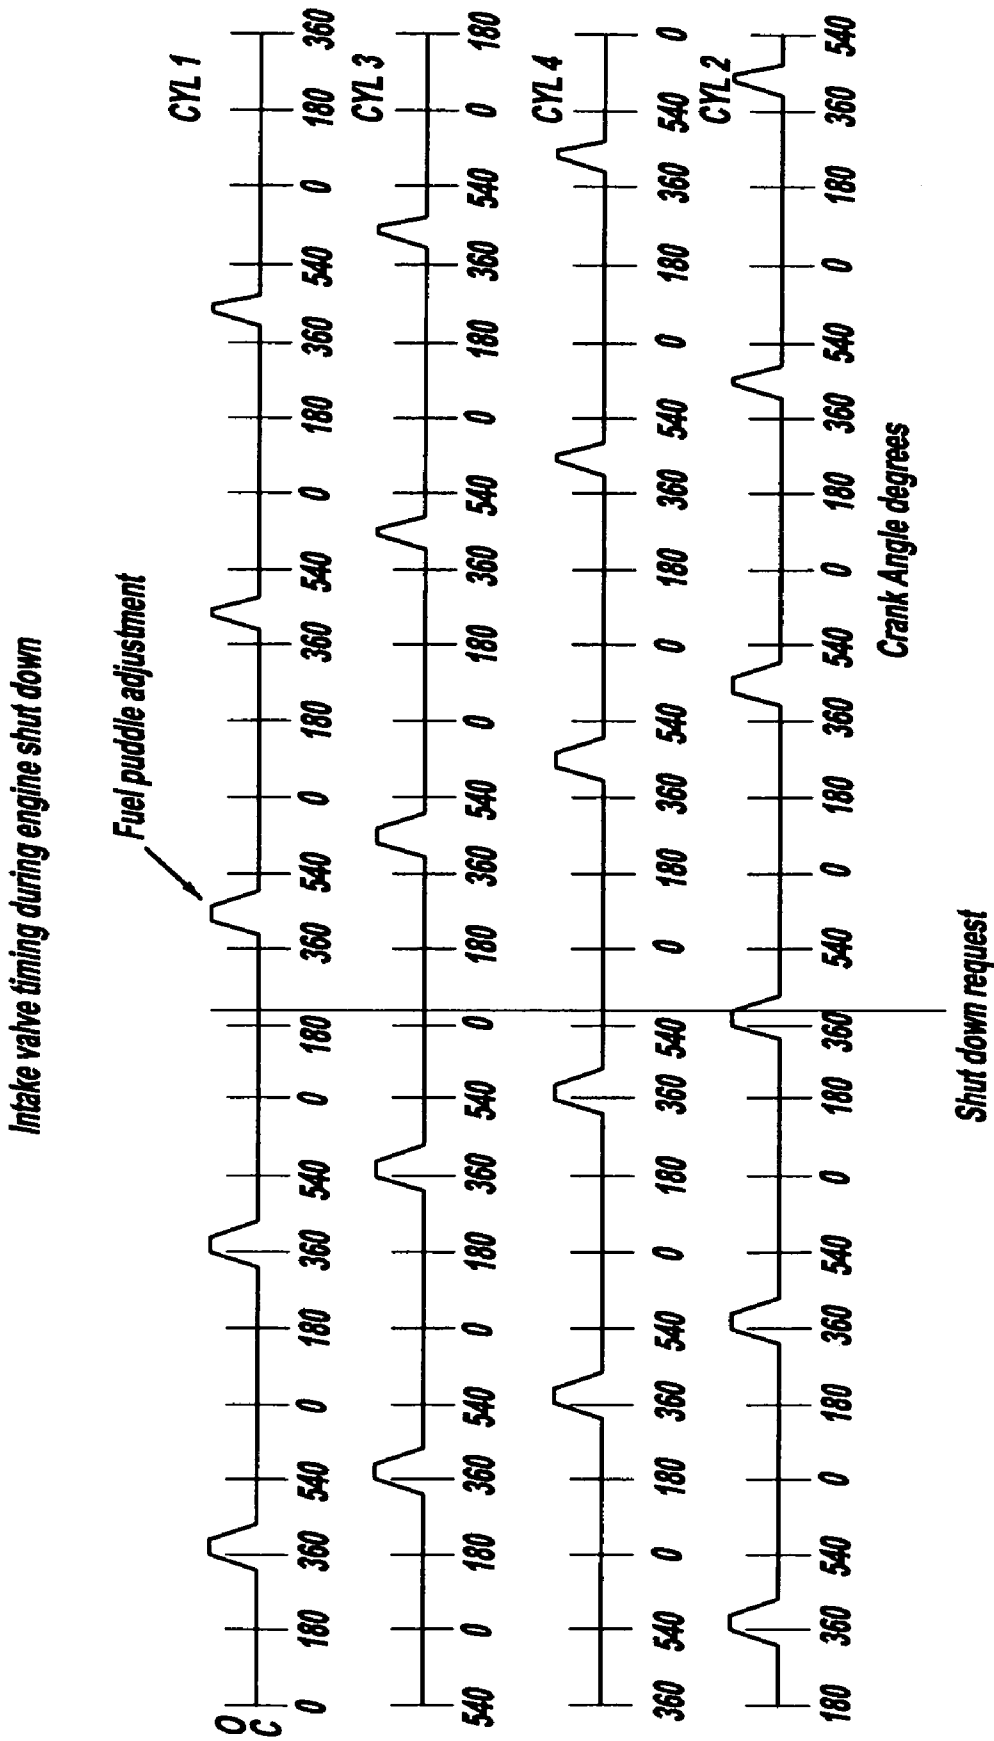 Intake valve timing during engine shut down
Fuel puddle adjustment
CYL 1
O
C
0 180 360 540 0 180 360 540 0 180 360 540 0 180 360 540 0 180 360 540 0 180 360
CYL 3
540 0 180 360 540 0 180 360 540 0 180 360 540 0 180 360 540 0 180 360 540 0 180
CYL 4
360 540 0 180 360 540 0 180 360 540 0 180 360 540 0 180 360 540 0 180 360 540 0
CYL 2
180 360 540 0 180 360 540 0 180 360 540 0 180 360 540 0 180 360 540 0 180 360 540
Crank Angle degrees
Shut down request